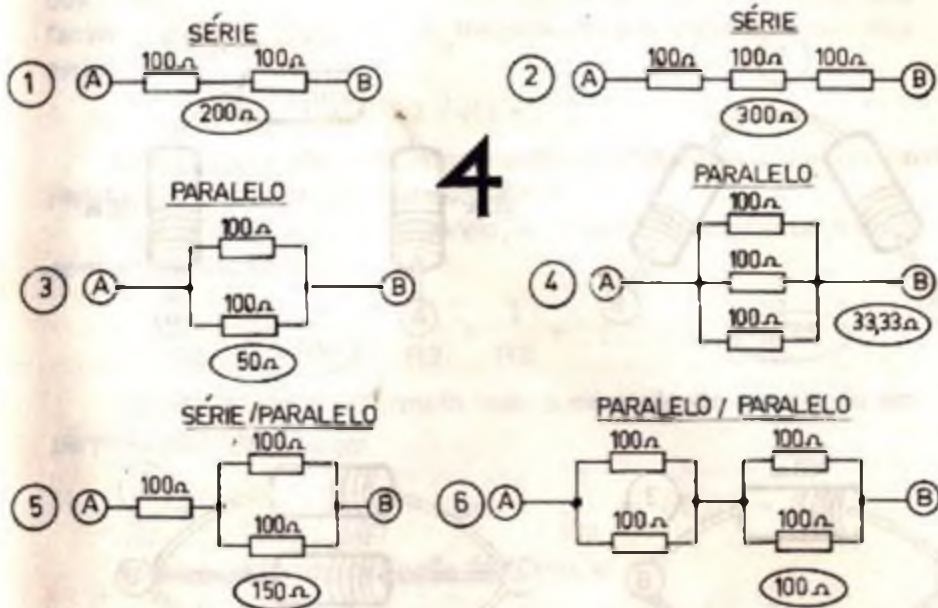 SÉRIE
1 A 100Ω 100Ω B
200Ω
SÉRIE
2 A 100Ω 100Ω 100Ω B
300Ω
4
PARALELO
100Ω
3 A B
100Ω
50Ω
PARALELO
100Ω
4 A 100Ω B
100Ω
33,33Ω
SÉRIE/PARALELO
100Ω
5 A 100Ω B
100Ω
150Ω
PARALELO / PARALELO
100Ω 100Ω
6 A B
100Ω 100Ω
100Ω